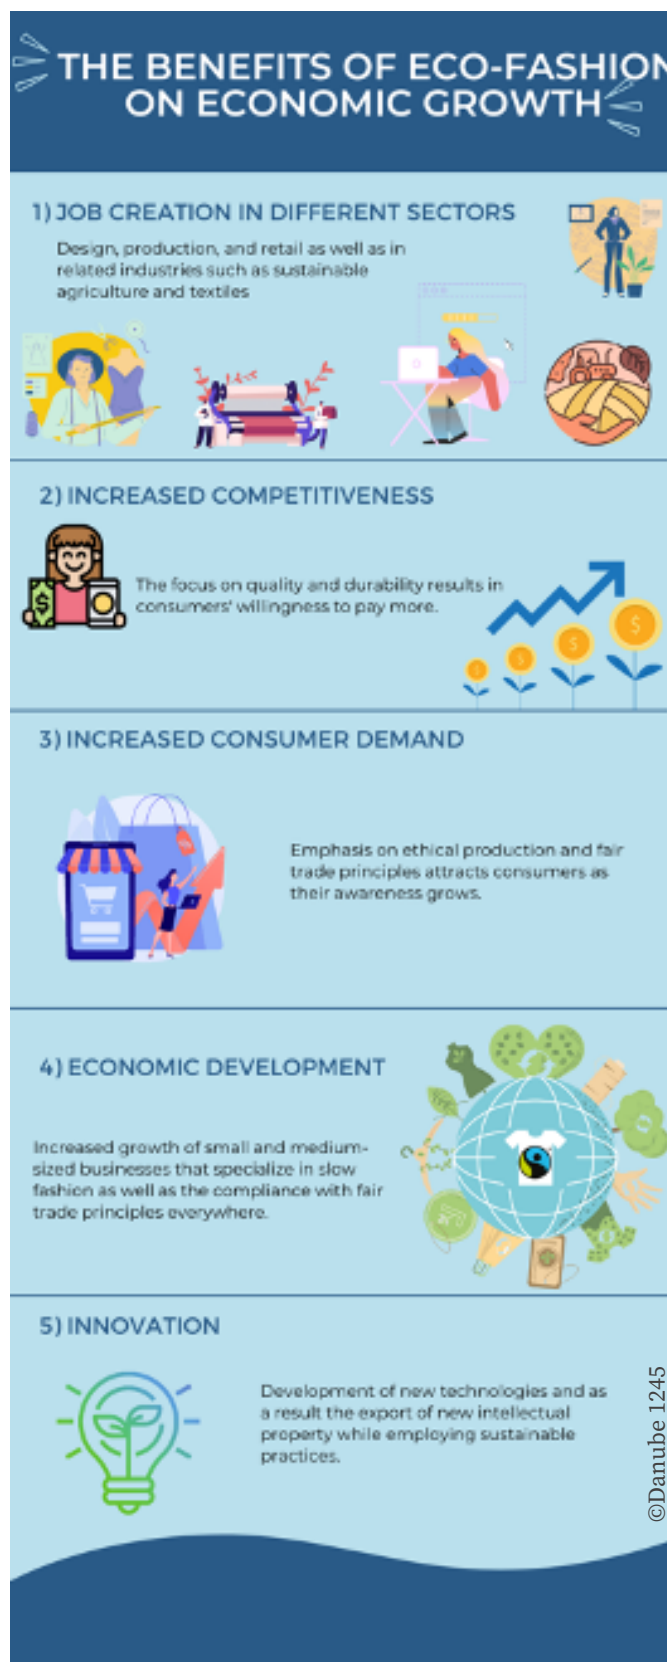 THE BENEFITS OF ECO-FASHION
ON ECONOMIC GROWTH
1) JOB CREATION IN DIFFERENT SECTORS
Design, production, and retail as well as in
related industries such as sustainable
agriculture and textiles
2) INCREASED COMPETITIVENESS
$
The focus on quality and durability results in
consumers' willingness to pay more.
$
$
$
$
3) INCREASED CONSUMER DEMAND
Emphasis on ethical production and fair
trade principles attracts consumers as
their awareness grows.
4) ECONOMIC DEVELOPMENT
Increased growth of small and medium-
sized businesses that specialize in slow
fashion as well as the compliance with fair
trade principles everywhere.
5) INNOVATION
Development of new technologies and as
a result the export of new intellectual
property while employing sustainable
practices.
©Danube 1245